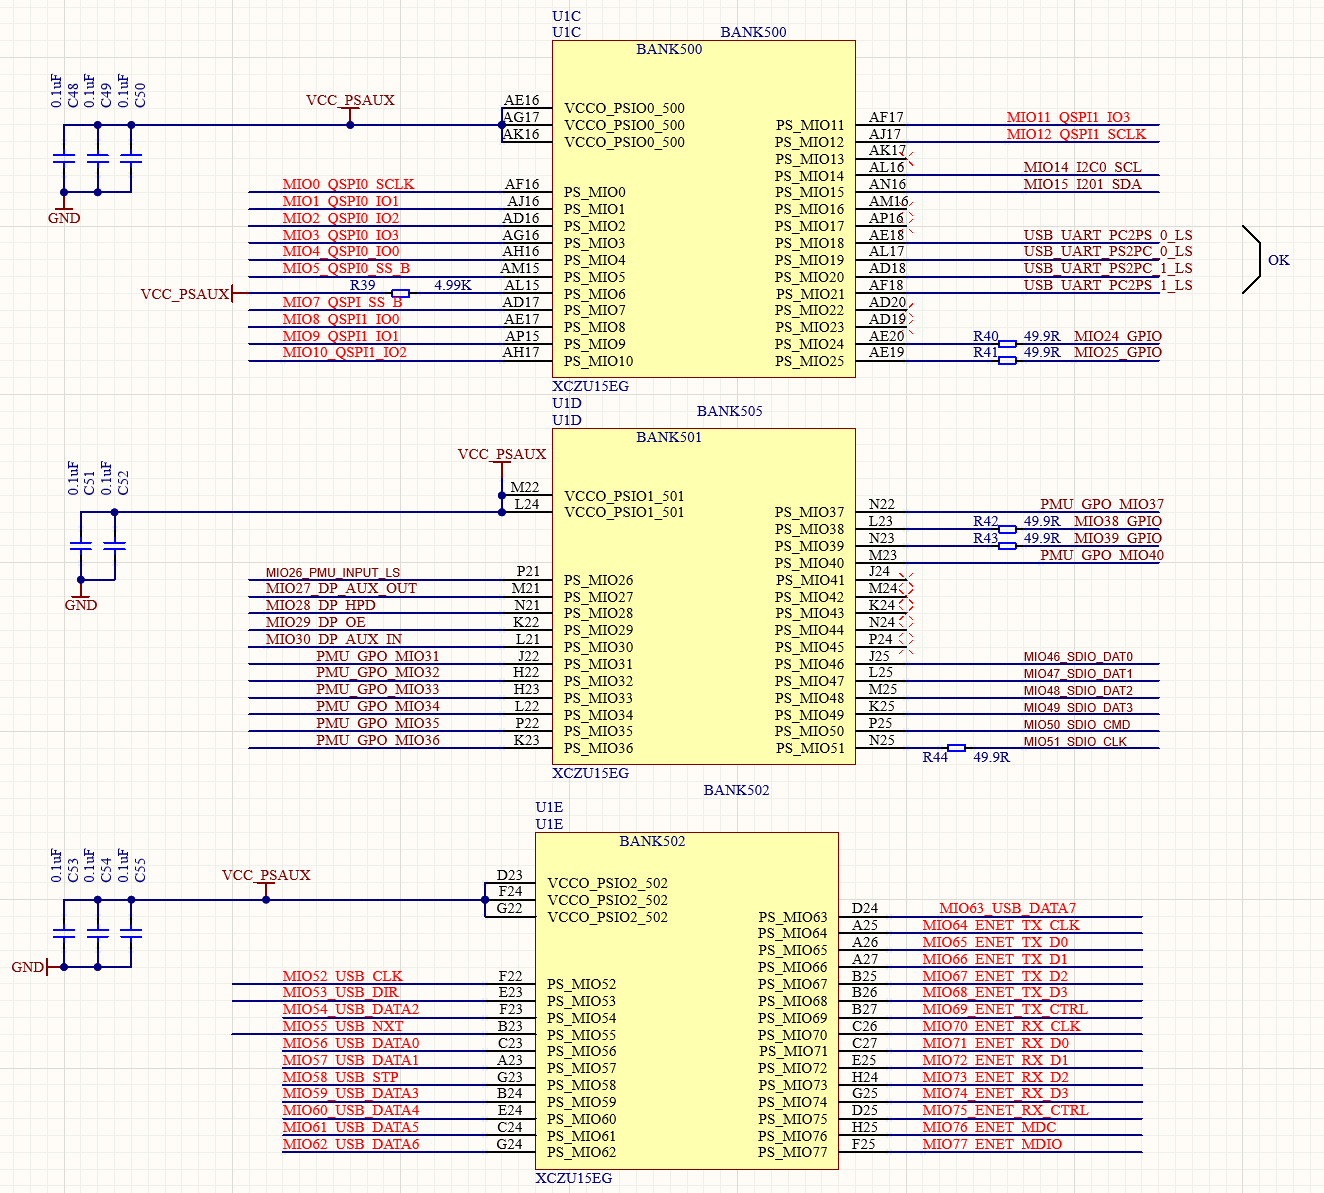 U1C
U1C BANK500
BANK500
0.1uF C48 0.1uF C49 0.1uF C50
VCC_PSAUX
GND
AE16 VCCO_PSIO0_500
AG17 VCCO_PSIO0_500
AK16 VCCO_PSIO0_500
MIO0_QSPI0_SCLK AF16 PS_MIO0
MIO1_QSPI0_IO1 AJ16 PS_MIO1
MIO2_QSPI0_IO2 AD16 PS_MIO2
MIO3_QSPI0_IO3 AG16 PS_MIO3
MIO4_QSPI0_IO0 AH16 PS_MIO4
MIO5_QSPI0_SS_B AM15 PS_MIO5
VCC_PSAUX R39 4.99K AL15 PS_MIO6
MIO7_QSPI_SS_B AD17 PS_MIO7
MIO8_QSPI1_IO0 AE17 PS_MIO8
MIO9_QSPI1_IO1 AP15 PS_MIO9
MIO10_QSPI1_IO2 AH17 PS_MIO10
PS_MIO11 AF17 MIO11_QSPI1_IO3
PS_MIO12 AJ17 MIO12_QSPI1_SCLK
PS_MIO13 AK17
PS_MIO14 AL16 MIO14_I2C0_SCL
PS_MIO15 AN16 MIO15_I201_SDA
PS_MIO16 AM16
PS_MIO17 AP16
PS_MIO18 AE18 USB_UART_PC2PS_0_LS
PS_MIO19 AL17 USB_UART_PS2PC_0_LS
PS_MIO20 AD18 USB_UART_PS2PC_1_LS
PS_MIO21 AF18 USB_UART_PC2PS_1_LS
OK
PS_MIO22 AD20
PS_MIO23 AD19
PS_MIO24 AE20 R40 49.9R MIO24_GPIO
PS_MIO25 AE19 R41 49.9R MIO25_GPIO
XCZU15EG
U1D BANK505
U1D
BANK501
0.1uF C51 0.1uF C52
VCC_PSAUX
GND
M22 VCCO_PSIO1_501
L24 VCCO_PSIO1_501
MIO26_PMU_INPUT_LS P21 PS_MIO26
MIO27_DP_AUX_OUT M21 PS_MIO27
MIO28_DP_HPD N21 PS_MIO28
MIO29_DP_OE K22 PS_MIO29
MIO30_DP_AUX_IN L21 PS_MIO30
PMU_GPO_MIO31 J22 PS_MIO31
PMU_GPO_MIO32 H22 PS_MIO32
PMU_GPO_MIO33 H23 PS_MIO33
PMU_GPO_MIO34 L22 PS_MIO34
PMU_GPO_MIO35 P22 PS_MIO35
PMU_GPO_MIO36 K23 PS_MIO36
PS_MIO37 N22 PMU_GPO_MIO37
PS_MIO38 L23 R42 49.9R MIO38_GPIO
PS_MIO39 N23 R43 49.9R MIO39_GPIO
PS_MIO40 M23 PMU_GPO_MIO40
PS_MIO41 J24
PS_MIO42 M24
PS_MIO43 K24
PS_MIO44 N24
PS_MIO45 P24
PS_MIO46 J25 MIO46_SDIO_DAT0
PS_MIO47 L25 MIO47_SDIO_DAT1
PS_MIO48 M25 MIO48_SDIO_DAT2
PS_MIO49 K25 MIO49_SDIO_DAT3
PS_MIO50 P25 MIO50_SDIO_CMD
PS_MIO51 N25 MIO51_SDIO_CLK
R44 49.9R
XCZU15EG
BANK502
U1E
U1E
BANK502
0.1uF C53 0.1uF C54 0.1uF C55
VCC_PSAUX
GND
D23 VCCO_PSIO2_502
F24 VCCO_PSIO2_502
G22 VCCO_PSIO2_502
MIO52_USB_CLK F22 PS_MIO52
MIO53_USB_DIR E23 PS_MIO53
MIO54_USB_DATA2 F23 PS_MIO54
MIO55_USB_NXT B23 PS_MIO55
MIO56_USB_DATA0 C23 PS_MIO56
MIO57_USB_DATA1 A23 PS_MIO57
MIO58_USB_STP G23 PS_MIO58
MIO59_USB_DATA3 B24 PS_MIO59
MIO60_USB_DATA4 E24 PS_MIO60
MIO61_USB_DATA5 C24 PS_MIO61
MIO62_USB_DATA6 G24 PS_MIO62
PS_MIO63 D24 MIO63_USB_DATA7
PS_MIO64 A25 MIO64_ENET_TX_CLK
PS_MIO65 A26 MIO65_ENET_TX_D0
PS_MIO66 A27 MIO66_ENET_TX_D1
PS_MIO67 B25 MIO67_ENET_TX_D2
PS_MIO68 B26 MIO68_ENET_TX_D3
PS_MIO69 B27 MIO69_ENET_TX_CTRL
PS_MIO70 C26 MIO70_ENET_RX_CLK
PS_MIO71 C27 MIO71_ENET_RX_D0
PS_MIO72 E25 MIO72_ENET_RX_D1
PS_MIO73 H24 MIO73_ENET_RX_D2
PS_MIO74 G25 MIO74_ENET_RX_D3
PS_MIO75 D25 MIO75_ENET_RX_CTRL
PS_MIO76 H25 MIO76_ENET_MDC
PS_MIO77 F25 MIO77_ENET_MDIO
XCZU15EG